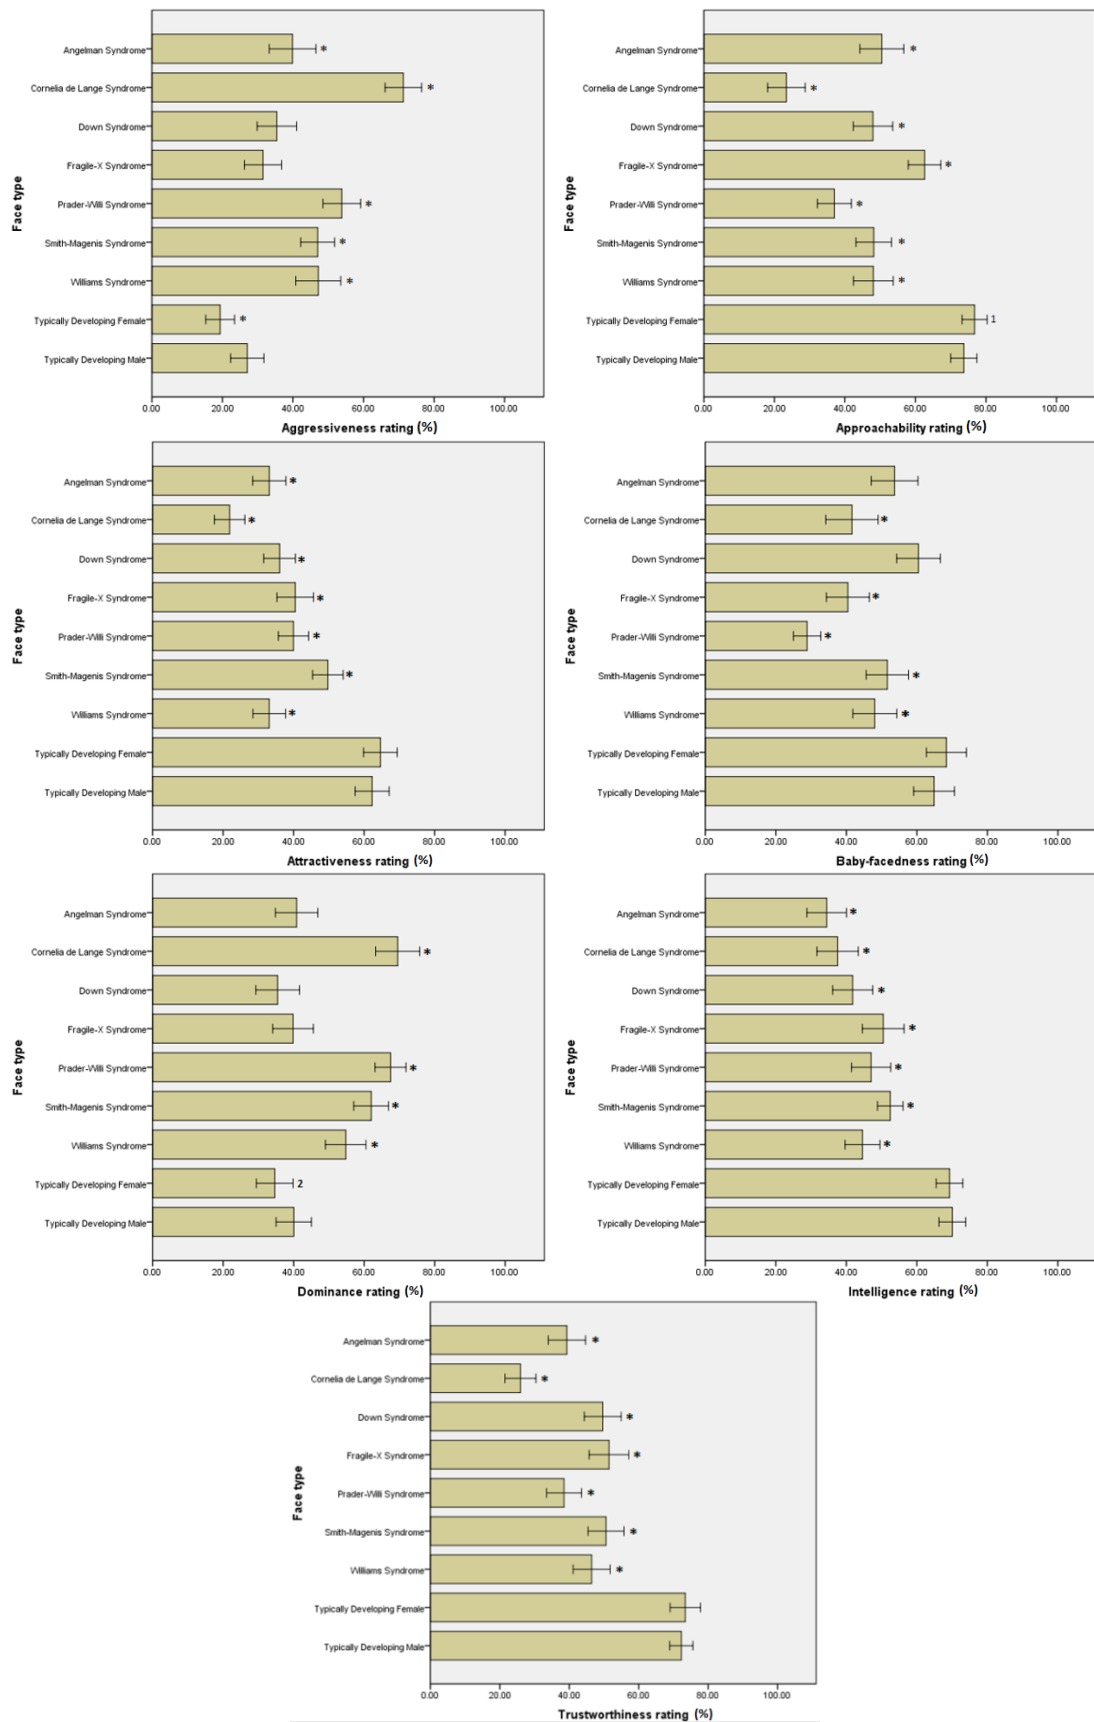 Face type
Angelman Syndrome *
Cornelia de Lange Syndrome *
Down Syndrome
Fragile-X Syndrome
Prader-Willi Syndrome *
Smith-Magenis Syndrome *
Williams Syndrome *
Typically Developing Female *
Typically Developing Male
0.00 20.00 40.00 60.00 80.00 100.00
Aggressiveness rating (%)
Face type
Angelman Syndrome *
Cornelia de Lange Syndrome *
Down Syndrome *
Fragile-X Syndrome *
Prader-Willi Syndrome *
Smith-Magenis Syndrome *
Williams Syndrome *
Typically Developing Female 1
Typically Developing Male
0.00 20.00 40.00 60.00 80.00 100.00
Approachability rating (%)
Face type
Angelman Syndrome *
Cornelia de Lange Syndrome *
Down Syndrome *
Fragile-X Syndrome *
Prader-Willi Syndrome *
Smith-Magenis Syndrome *
Williams Syndrome *
Typically Developing Female
Typically Developing Male
0.00 20.00 40.00 60.00 80.00 100.00
Attractiveness rating (%)
Face type
Angelman Syndrome
Cornelia de Lange Syndrome *
Down Syndrome
Fragile-X Syndrome *
Prader-Willi Syndrome *
Smith-Magenis Syndrome *
Williams Syndrome *
Typically Developing Female
Typically Developing Male
0.00 20.00 40.00 60.00 80.00 100.00
Baby-facedness rating (%)
Face type
Angelman Syndrome
Cornelia de Lange Syndrome *
Down Syndrome
Fragile-X Syndrome
Prader-Willi Syndrome *
Smith-Magenis Syndrome *
Williams Syndrome *
Typically Developing Female 2
Typically Developing Male
0.00 20.00 40.00 60.00 80.00 100.00
Dominance rating (%)
Face type
Angelman Syndrome *
Cornelia de Lange Syndrome *
Down Syndrome *
Fragile-X Syndrome *
Prader-Willi Syndrome *
Smith-Magenis Syndrome *
Williams Syndrome *
Typically Developing Female
Typically Developing Male
0.00 20.00 40.00 60.00 80.00 100.00
Intelligence rating (%)
Face type
Angelman Syndrome *
Cornelia de Lange Syndrome *
Down Syndrome *
Fragile-X Syndrome *
Prader-Willi Syndrome *
Smith-Magenis Syndrome *
Williams Syndrome *
Typically Developing Female
Typically Developing Male
0.00 20.00 40.00 60.00 80.00 100.00
Trustworthiness rating (%)